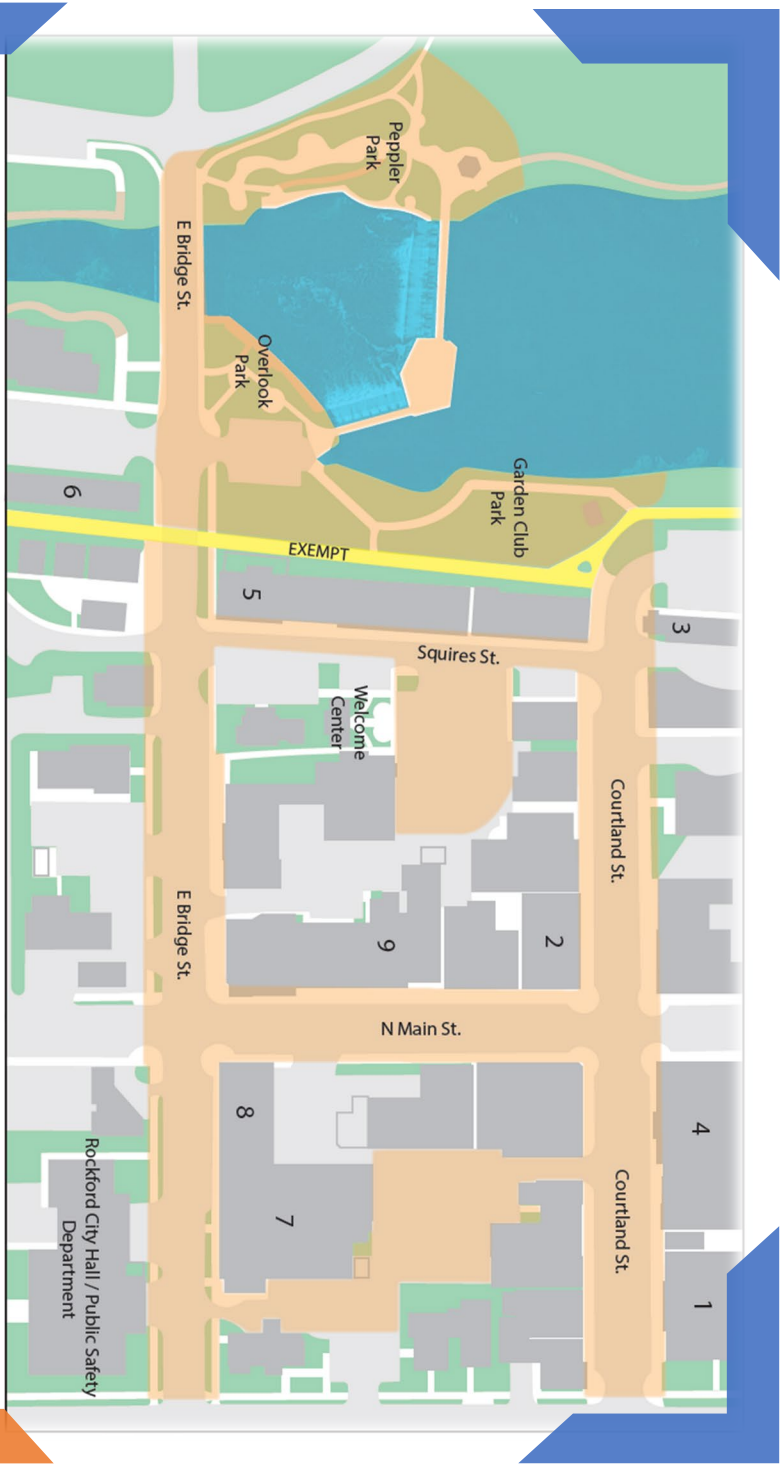 Peppler
Park
E Bridge St.
Overlook
Park
Garden Club
Park
6
EXEMPT
5
3
Squires St.
Welcome
Center
Courtland St.
E Bridge St.
9
2
N Main St.
8
4
Rockford City Hall / Public Safety
Department
7
Courtland St.
1